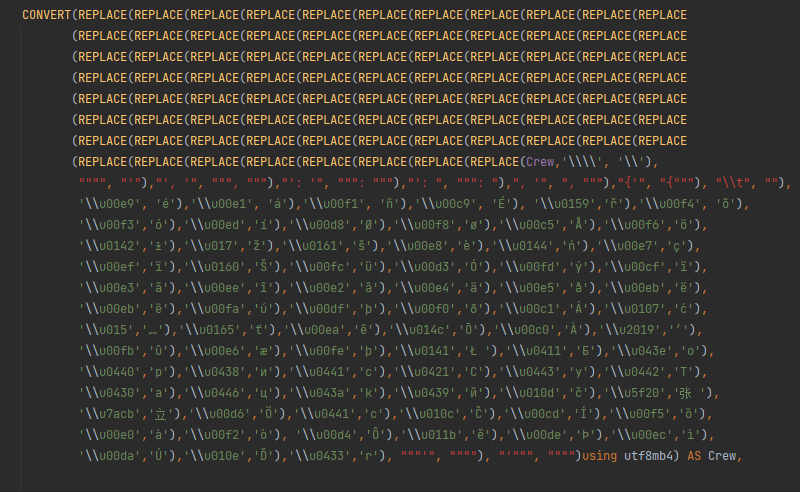 CONVERT(REPLACE(REPLACE(REPLACE(REPLACE(REPLACE(REPLACE(REPLACE(REPLACE(REPLACE(REPLACE(REPLACE
(REPLACE(REPLACE(REPLACE(REPLACE(REPLACE(REPLACE(REPLACE(REPLACE(REPLACE(REPLACE(REPLACE
(REPLACE(REPLACE(REPLACE(REPLACE(REPLACE(REPLACE(REPLACE(REPLACE(REPLACE(REPLACE(REPLACE
(REPLACE(REPLACE(REPLACE(REPLACE(REPLACE(REPLACE(REPLACE(REPLACE(REPLACE(REPLACE(REPLACE
(REPLACE(REPLACE(REPLACE(REPLACE(REPLACE(REPLACE(REPLACE(REPLACE(REPLACE(REPLACE(REPLACE
(REPLACE(REPLACE(REPLACE(REPLACE(REPLACE(REPLACE(REPLACE(REPLACE(REPLACE(REPLACE(REPLACE
(REPLACE(REPLACE(REPLACE(REPLACE(REPLACE(REPLACE(REPLACE(REPLACE(REPLACE(REPLACE(REPLACE
(REPLACE(REPLACE(REPLACE(REPLACE(REPLACE(REPLACE(REPLACE(REPLACE(Crew,'\\\\', '\\'),
"""", "'"),"', '", """, """),"': '", """: """),"': ", """: "),", '", ", """),"{'", "{"""), "\\t", ""),
'\\u00e9', 'é'),'\\u00e1', 'á'),'\\u00f1', 'ñ'),'\\u00c9', 'É'), '\\u0159','ř'),'\\u00f4', 'ô'),
'\\u00f3','ó'),'\\u00ed','í'),'\\u00d8','Ø'),'\\u00f8','ø'),'\\u00c5','Å'),'\\u00f6','ö'),
'\\u0142','ł'),'\\u017','ž'),'\\u0161','š'),'\\u00e8','è'),'\\u0144','ń'),'\\u00e7','ç'),
'\\u00ef','ï'),'\\u0160','Š'),'\\u00fc','ü'),'\\u00d3','Ó'),'\\u00fd','ý'),'\\u00cf','ï'),
'\\u00e3','ã'),'\\u00ee','î'),'\\u00e2','â'),'\\u00e4','ä'),'\\u00e5','å'),'\\u00eb','ë'),
'\\u00eb','ë'),'\\u00fa','ú'),'\\u00df','þ'),'\\u00f0','ð'),'\\u00c1','Á'),'\\u0107','ć'),
'\\u015',''),'\\u0165','ť'),'\\u00ea','ê'),'\\u014c','Ō'),'\\u00c0','À'),'\\u2019','’'),
'\\u00fb','û'),'\\u00e6','æ'),'\\u00fe','þ'),'\\u0141','Ł '),'\\u0411','Б'),'\\u043e','о'),
'\\u0440','р'),'\\u0438','и'),'\\u0441','с'),'\\u0421','С'),'\\u0443','у'),'\\u0442','Т'),
'\\u0430','а'),'\\u0446','ц'),'\\u043a','к'),'\\u0439','й'),'\\u010d','č'),'\\u5f20','张 '),
'\\u7acb','立'),'\\u00d6','Ö'),'\\u0441','с'),'\\u010c','Č'),'\\u00cd','Í'),'\\u00f5','õ'),
'\\u00e0','à'),'\\u00f2','ò'), '\\u00d4','Ô'),'\\u011b','ě'),'\\u00de','Þ'),'\\u00ec','ì'),
'\\u00da','Ú'),'\\u010e','Ď'),'\\u0433','г'), """'", """"), "'""", """")using utf8mb4) AS Crew,